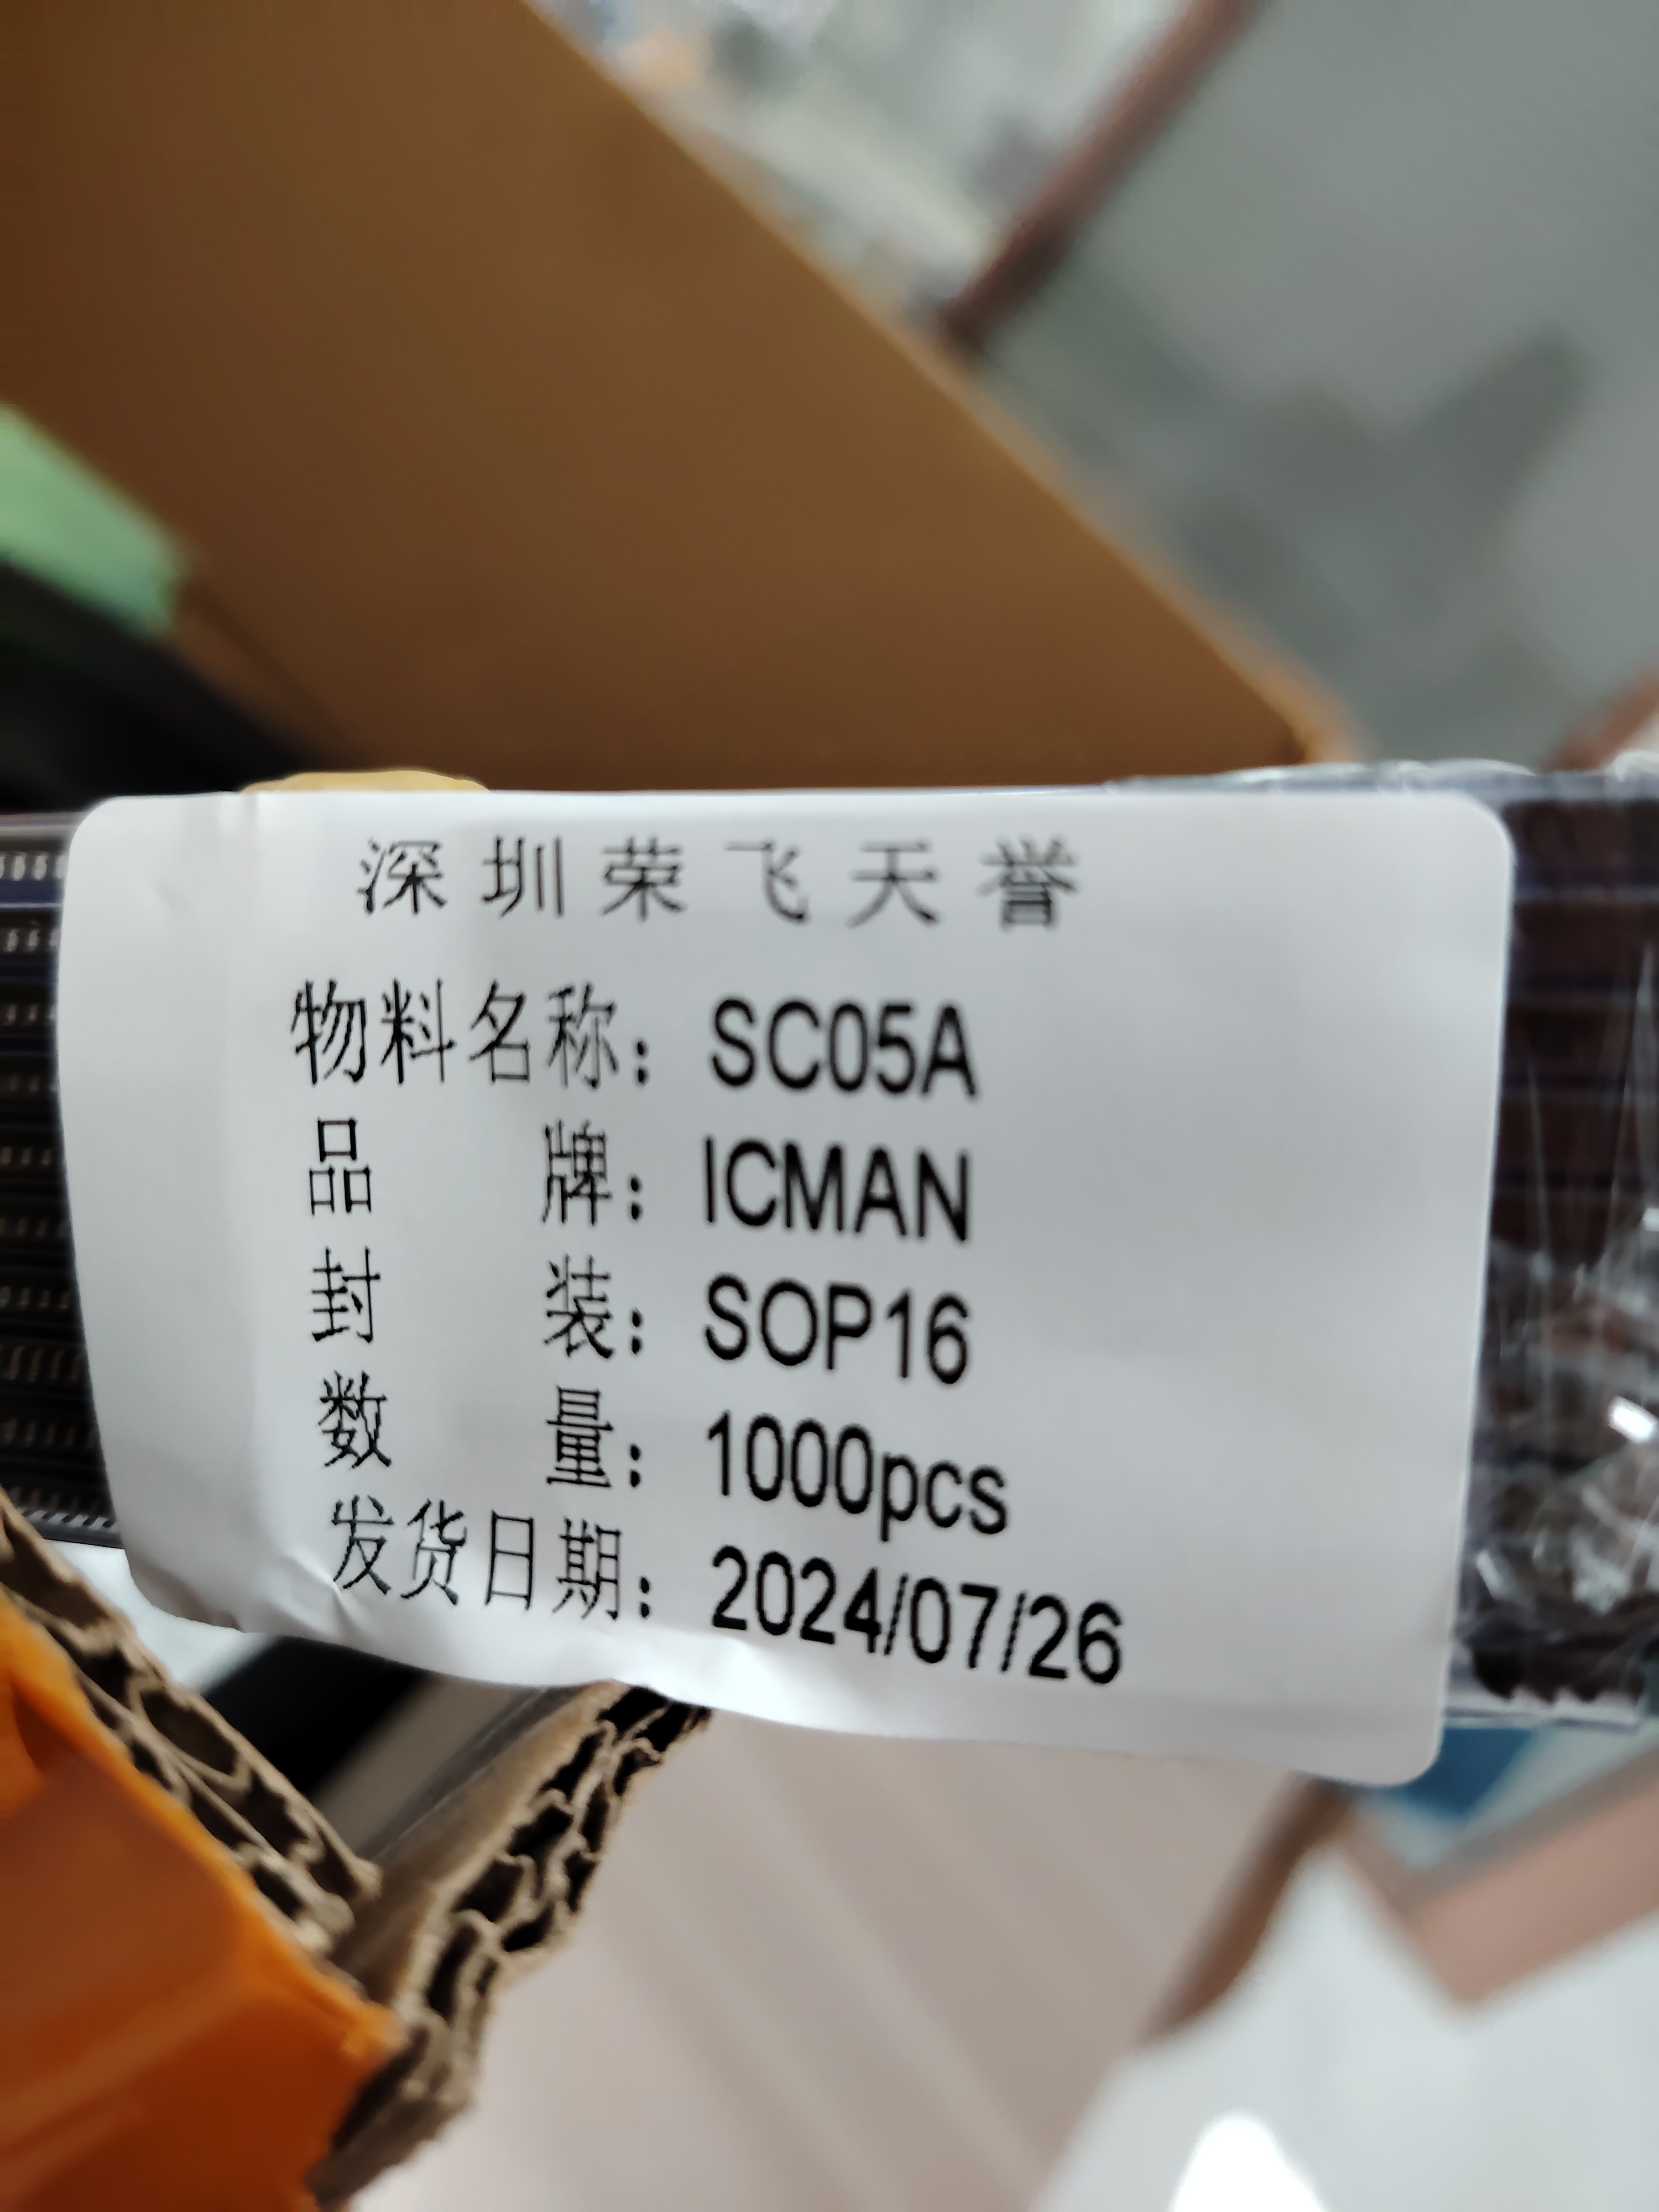 深圳荣飞天誉
物料名称：SC05A
品牌：ICMAN
封装：SOP16
数量：1000pcs
发货日期：2024/07/26